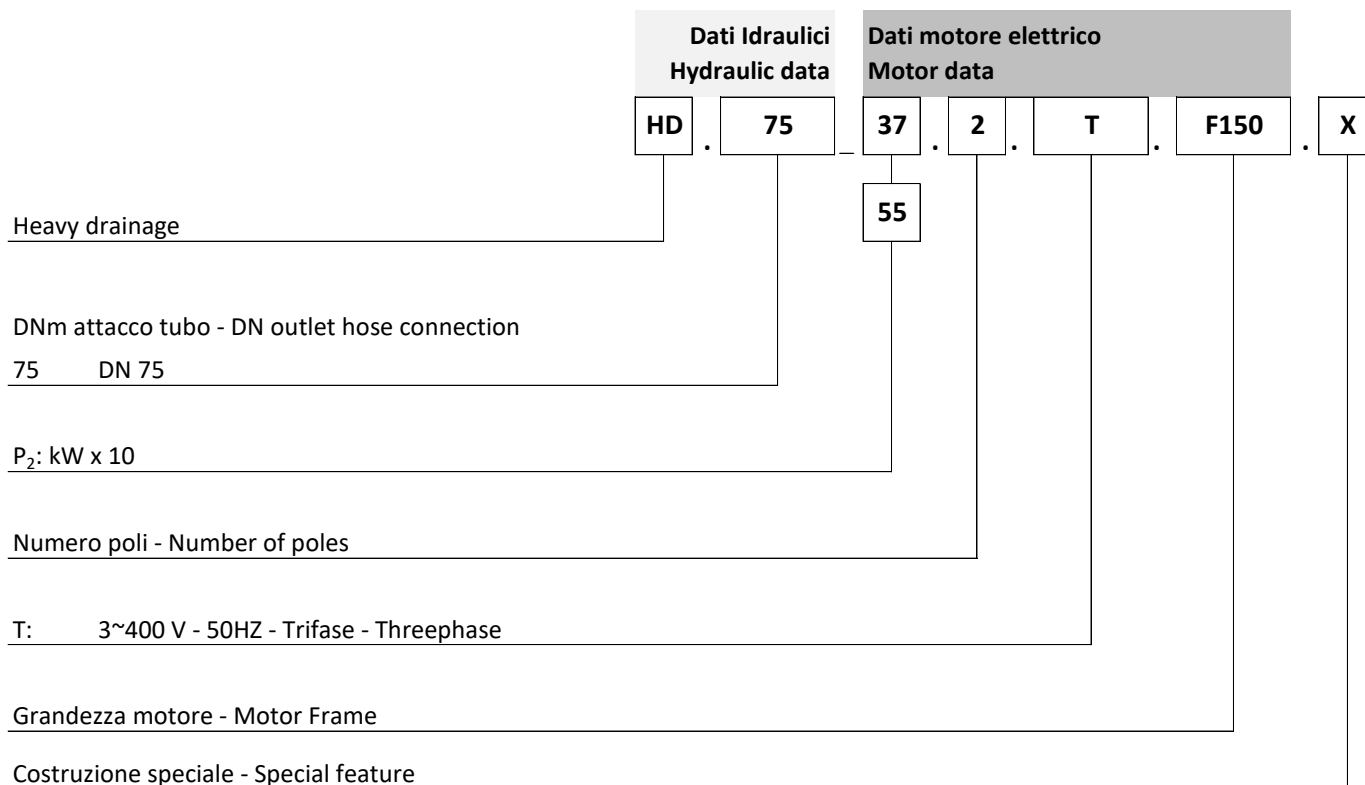 Dati Idraulici
Hydraulic data
Dati motore elettrico
Motor data
HD . 75 _ 37 . 2 . T . F150 . X
55
Heavy drainage
DNm attacco tubo - DN outlet hose connection
75 DN 75
P₂: kW x 10
Numero poli - Number of poles
T: 3~400 V - 50HZ - Trifase - Threephase
Grandezza motore - Motor Frame
Costruzione speciale - Special feature